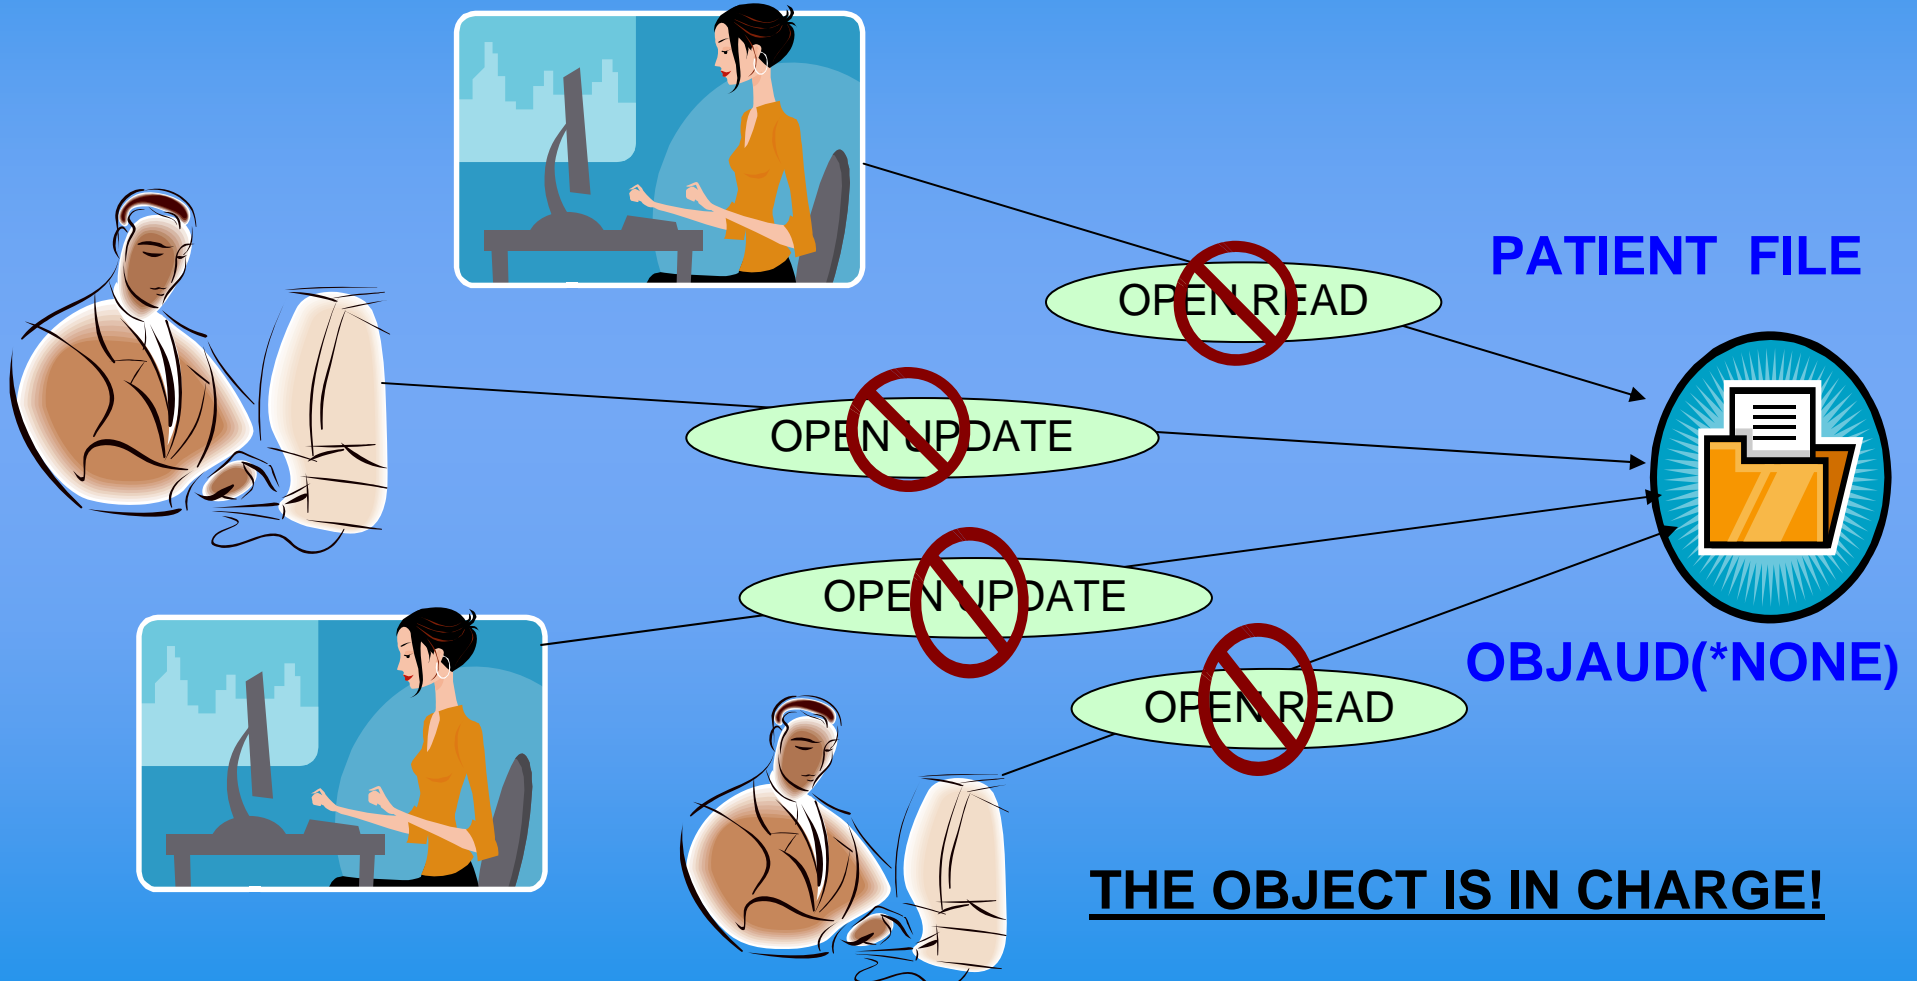 PATIENT FILE
OPEN READ
OPEN UPDATE
OPEN UPDATE
OBJAUD(*NONE)
OPEN READ
THE OBJECT IS IN CHARGE!